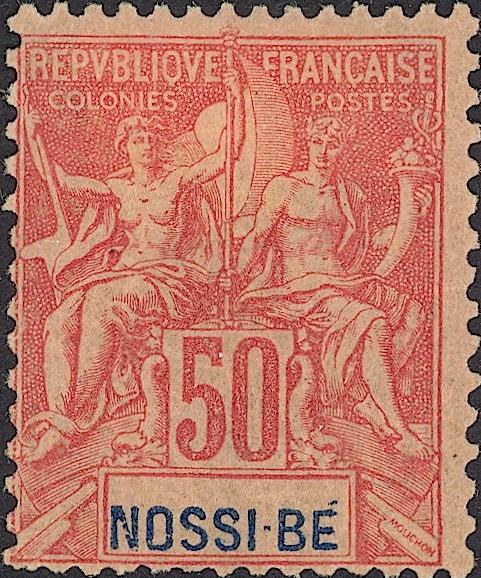 REPVBLIQVE FRANÇAISE
COLONIES POSTES
50
NOSSI-BÉ
MOUCHON